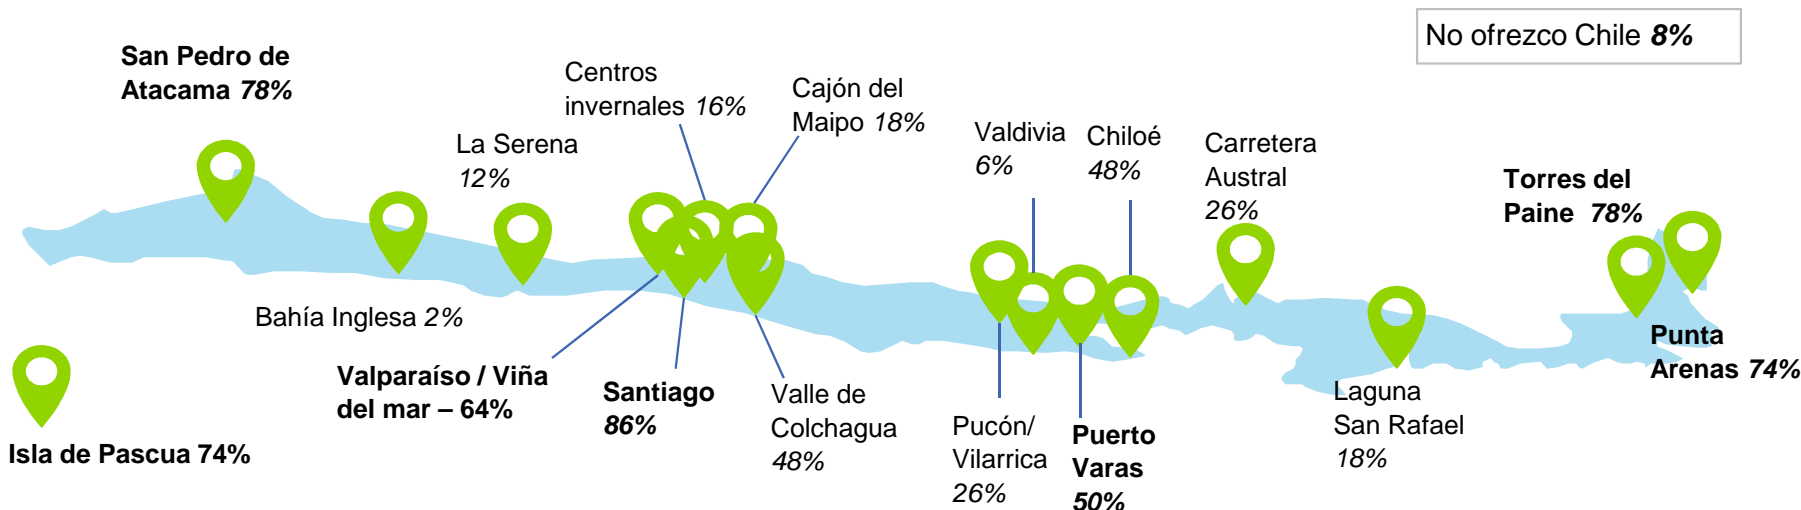 No ofrezco Chile 8%
San Pedro de
Atacama 78%
Centros
invernales 16%
Cajón del
Maipo 18%
La Serena
12%
Valdivia
6%
Chiloé
48%
Carretera
Austral
26%
Torres del
Paine 78%
Bahía Inglesa 2%
Valparaíso / Viña
del mar – 64%
Santiago
86%
Valle de
Colchagua
48%
Pucón/
Vilarrica
26%
Puerto
Varas
50%
Laguna
San Rafael
18%
Punta
Arenas 74%
Isla de Pascua 74%